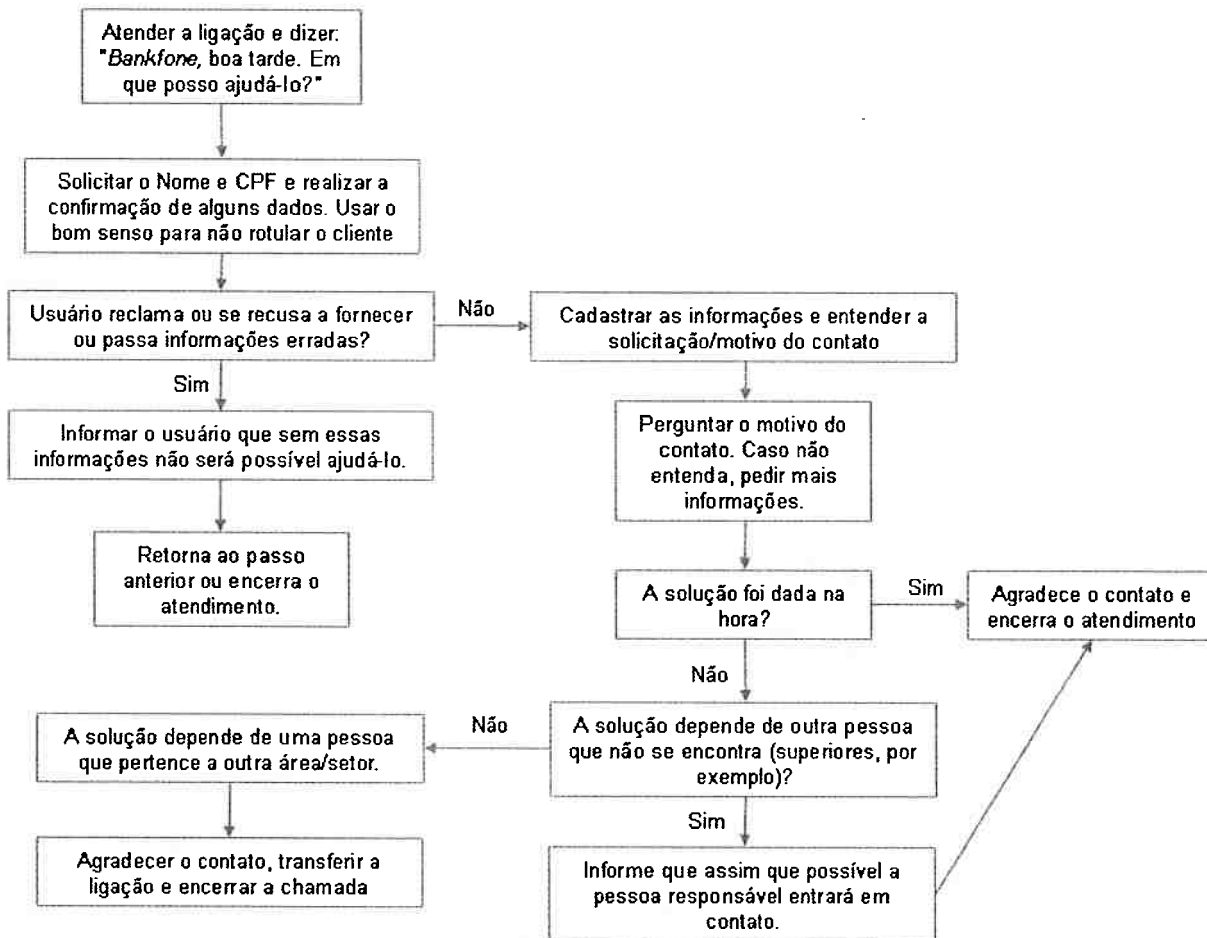 Atender a ligação e dizer:
"Bankfone, boa tarde. Em
que posso ajudá-lo?"
Solicitar o Nome e CPF e realizar a
confirmação de alguns dados. Usar o
bom senso para não rotular o cliente
Usuário reclama ou se recusa a fornecer
ou passa informações erradas?
Não
Cadastrar as informações e entender a
solicitação/motivo do contato
Sim
Informar o usuário que sem essas
informações não será possível ajudá-lo.
Retorna ao passo
anterior ou encerra o
atendimento.
Perguntar o motivo do
contato. Caso não
entenda, pedir mais
informações.
A solução foi dada na
hora?
Sim
Agradece o contato e
encerra o atendimento
Não
A solução depende de outra pessoa
que não se encontra (superiores, por
exemplo)?
Não
A solução depende de uma pessoa
que pertence a outra área/setor.
Agradecer o contato, transferir a
ligação e encerrar a chamada
Sim
Informe que assim que possível a
pessoa responsável entrará em
contato.